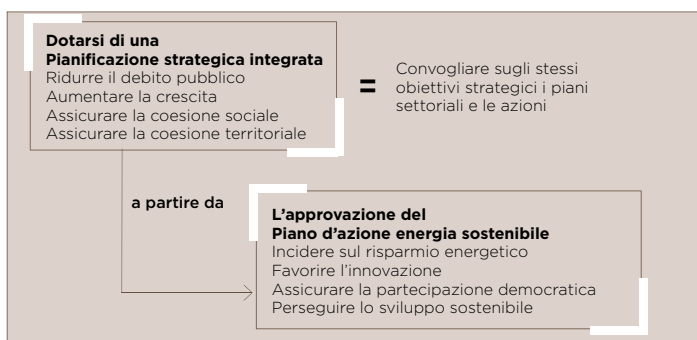 Dotarsi di una
Pianificazione strategica integrata
Ridurre il debito pubblico
Aumentare la crescita
Assicurare la coesione sociale
Assicurare la coesione territoriale
=
Convogliare sugli stessi
obiettivi strategici i piani
settoriali e le azioni
a partire da
L'approvazione del
Piano d'azione energia sostenibile
Incidere sul risparmio energetico
Favorire l'innovazione
Assicurare la partecipazione democratica
Perseguire lo sviluppo sostenibile